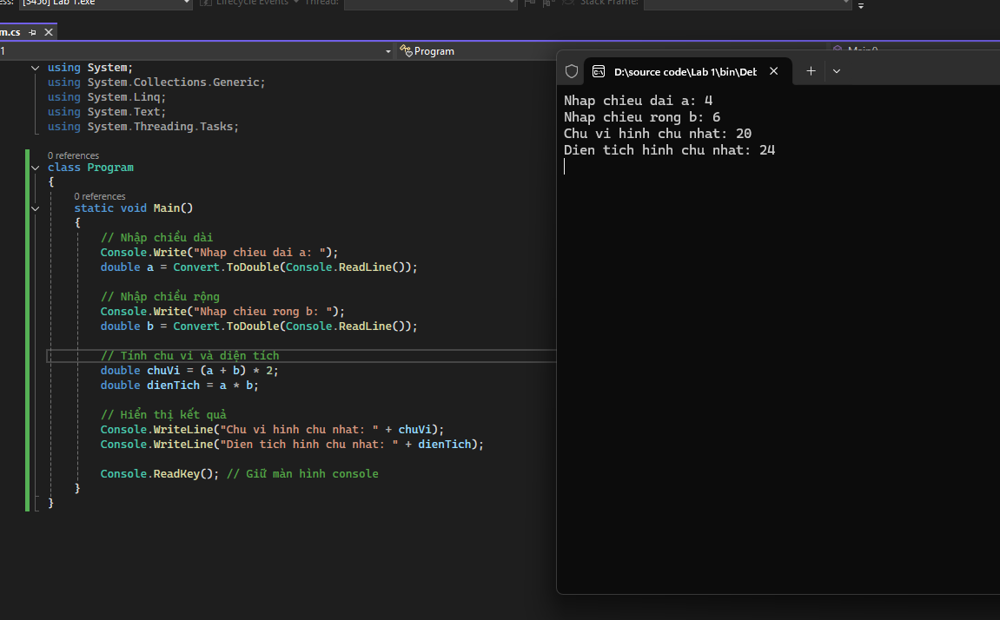 [3456] Lab 1.exe
Lifecycle Events
Thread:
Stack Frame:
m.cs
1
Program
Main()
using System;
using System.Collections.Generic;
using System.Linq;
using System.Text;
using System.Threading.Tasks;
0 references
class Program
{
0 references
static void Main()
{
// Nhập chiều dài
Console.Write("Nhap chieu dai a: ");
double a = Convert.ToDouble(Console.ReadLine());
// Nhập chiều rộng
Console.Write("Nhap chieu rong b: ");
double b = Convert.ToDouble(Console.ReadLine());
// Tính chu vi và diện tích
double chuVi = (a + b) * 2;
double dienTich = a * b;
// Hiển thị kết quả
Console.WriteLine("Chu vi hinh chu nhat: " + chuVi);
Console.WriteLine("Dien tich hinh chu nhat: " + dienTich);
Console.ReadKey(); // Giữ màn hình console
}
}
D:\source code\Lab 1\bin\Det
Nhap chieu dai a: 4
Nhap chieu rong b: 6
Chu vi hinh chu nhat: 20
Dien tich hinh chu nhat: 24